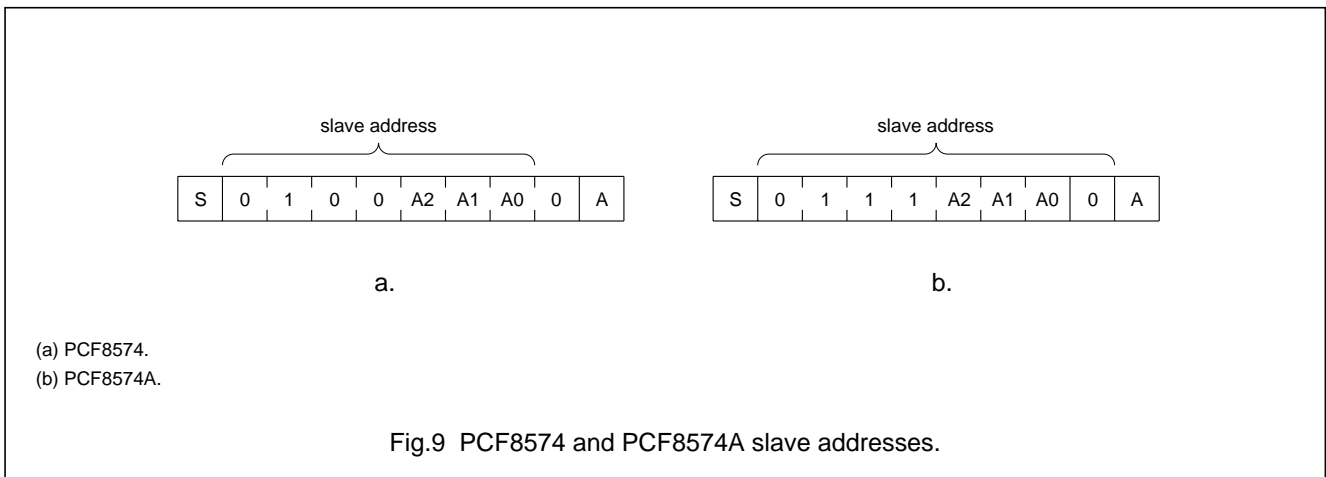 slave address
S 0 1 0 0 A2 A1 A0 0 A
a.
slave address
S 0 1 1 1 A2 A1 A0 0 A
b.
(a) PCF8574.
(b) PCF8574A.
Fig.9 PCF8574 and PCF8574A slave addresses.